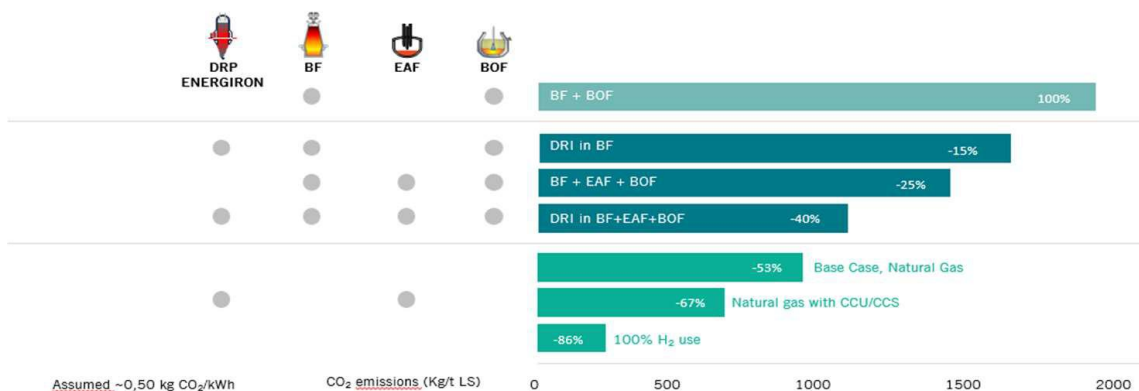 DRP
ENERGIRON
BF
EAF
BOF
BF + BOF
100%
DRI in BF
-15%
BF + EAF + BOF
-25%
DRI in BF+EAF+BOF
-40%
-53%
Base Case, Natural Gas
-67%
Natural gas with CCU/CCS
-86%
100% H₂ use
Assumed ~0,50 kg CO₂/kWh
CO₂ emissions (Kg/t LS)
0 500 1000 1500 2000